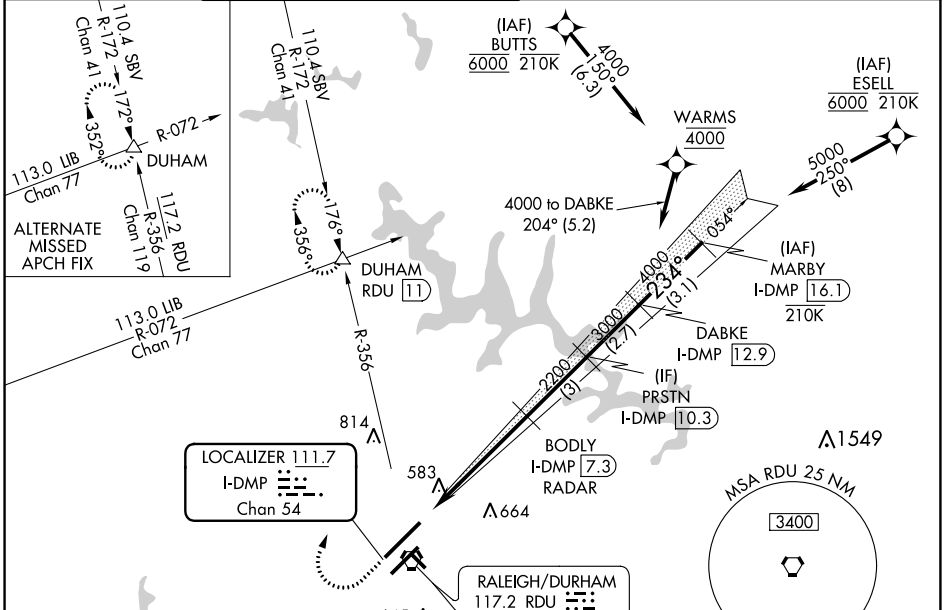 110.4 SBV
R-172
Chan 41
172°
352°
R-072
DUHAM
113.0 LIB
Chan 77
117.2 RDU
R-356
Chan 119
ALTERNATE
MISSED
APCH FIX
110.4 SBV
R-172
Chan 41
176°
356°
DUHAM
RDU 11
113.0 LIB
R-072
Chan 77
R-356
(IAF)
BUTTS
6000 210K
4000
150°
(6.3)
(IAF)
ESELL
6000 210K
5000
250°
(8)
WARMS
4000
4000 to DABKE
204° (5.2)
054°
4000
234°
(3.1)
(IAF)
MARBY
I-DMP 16.1
210K
3000
(2.7)
DABKE
I-DMP 12.9
2200
(3)
(IF)
PRSTN
I-DMP 10.3
BODLY
I-DMP 7.3
RADAR
814
583
664
1549
LOCALIZER 111.7
I-DMP
Chan 54
MSA RDU 25 NM
3400
RALEIGH/DURHAM
117.2 RDU